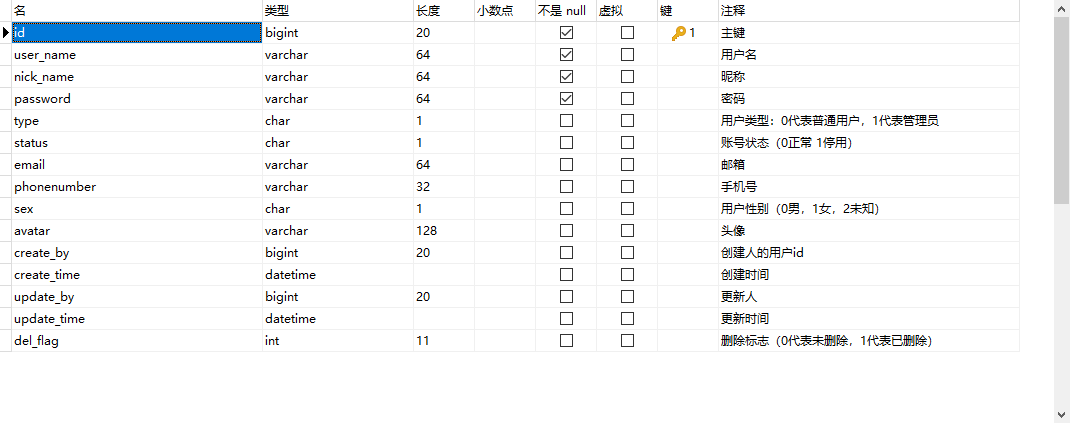 名 类型 长度 小数点 不是 null 虚拟 键 注释
id bigint 20 1 主键
user_name varchar 64 用户名
nick_name varchar 64 昵称
password varchar 64 密码
type char 1 用户类型：0代表普通用户，1代表管理员
status char 1 账号状态（0正常 1停用）
email varchar 64 邮箱
phonenumber varchar 32 手机号
sex char 1 用户性别（0男，1女，2未知）
avatar varchar 128 头像
create_by bigint 20 创建人的用户id
create_time datetime 创建时间
update_by bigint 20 更新人
update_time datetime 更新时间
del_flag int 11 删除标志（0代表未删除，1代表已删除）